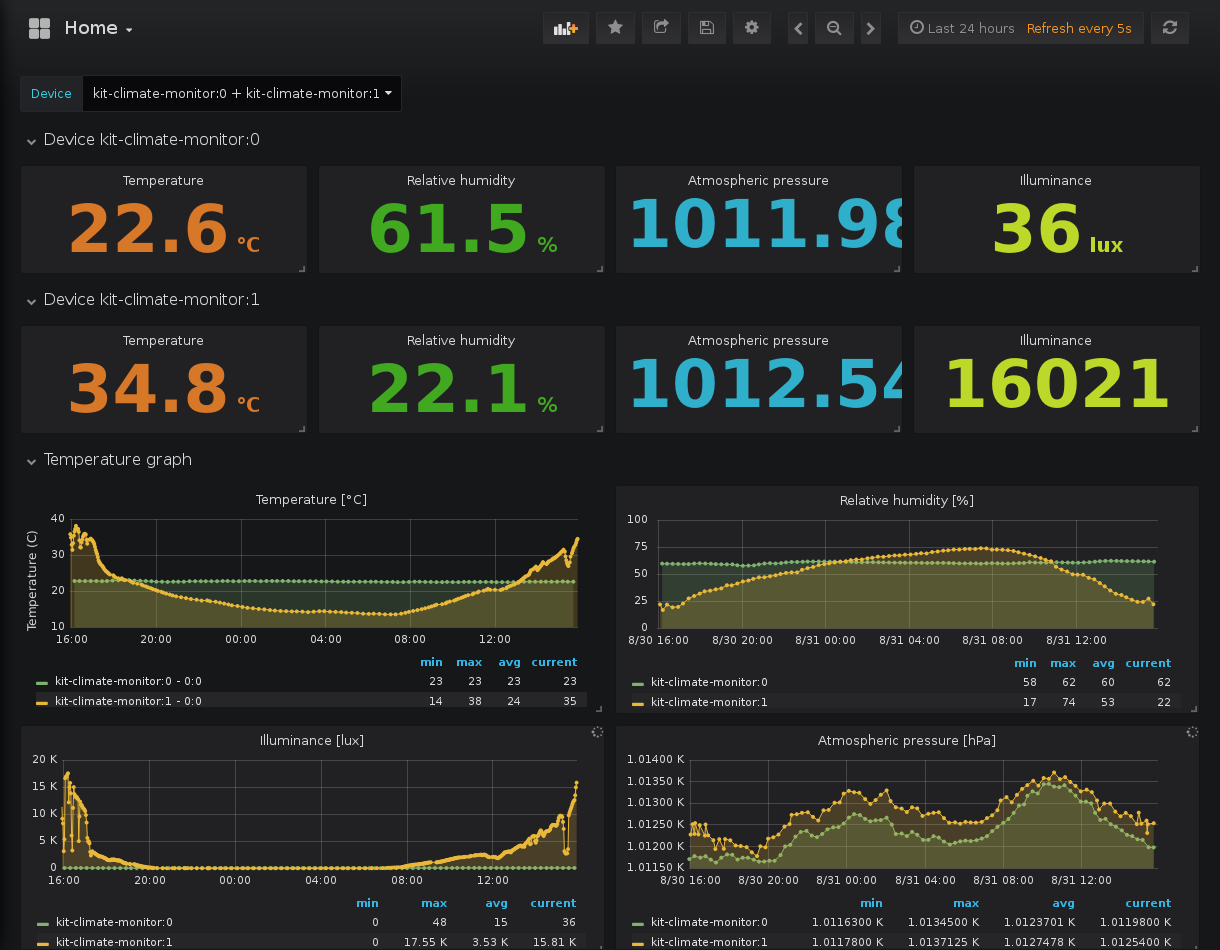 Home
Last 24 hours Refresh every 5s
Device kit-climate-monitor:0 + kit-climate-monitor:1
Device kit-climate-monitor:0
Temperature Relative humidity Atmospheric pressure Illuminance
22.6 °C 61.5 % 1011.98 36 lux
Device kit-climate-monitor:1
Temperature Relative humidity Atmospheric pressure Illuminance
34.8 °C 22.1 % 1012.54 16021
Temperature graph
Temperature [°C]
Temperature (C)
40
30
20
10
16:00 20:00 00:00 04:00 08:00 12:00
min max avg current
kit-climate-monitor:0 - 0:0 23 23 23 23
kit-climate-monitor:1 - 0:0 14 38 24 35
Relative humidity [%]
100
75
50
25
0
8/30 16:00 8/30 20:00 8/31 00:00 8/31 04:00 8/31 08:00 8/31 12:00
min max avg current
kit-climate-monitor:0 58 62 60 62
kit-climate-monitor:1 17 74 53 22
Illuminance [lux]
20 K
15 K
10 K
5 K
0
16:00 20:00 00:00 04:00 08:00 12:00
min max avg current
kit-climate-monitor:0 0 48 15 36
kit-climate-monitor:1 0 17.55 K 3.53 K 15.81 K
Atmospheric pressure [hPa]
1.01400 K
1.01350 K
1.01300 K
1.01250 K
1.01200 K
1.01150 K
8/30 16:00 8/30 20:00 8/31 00:00 8/31 04:00 8/31 08:00 8/31 12:00
min max avg current
kit-climate-monitor:0 1.0116300 K 1.0134500 K 1.0123701 K 1.0119800 K
kit-climate-monitor:1 1.0117800 K 1.0137125 K 1.0127478 K 1.0125400 K